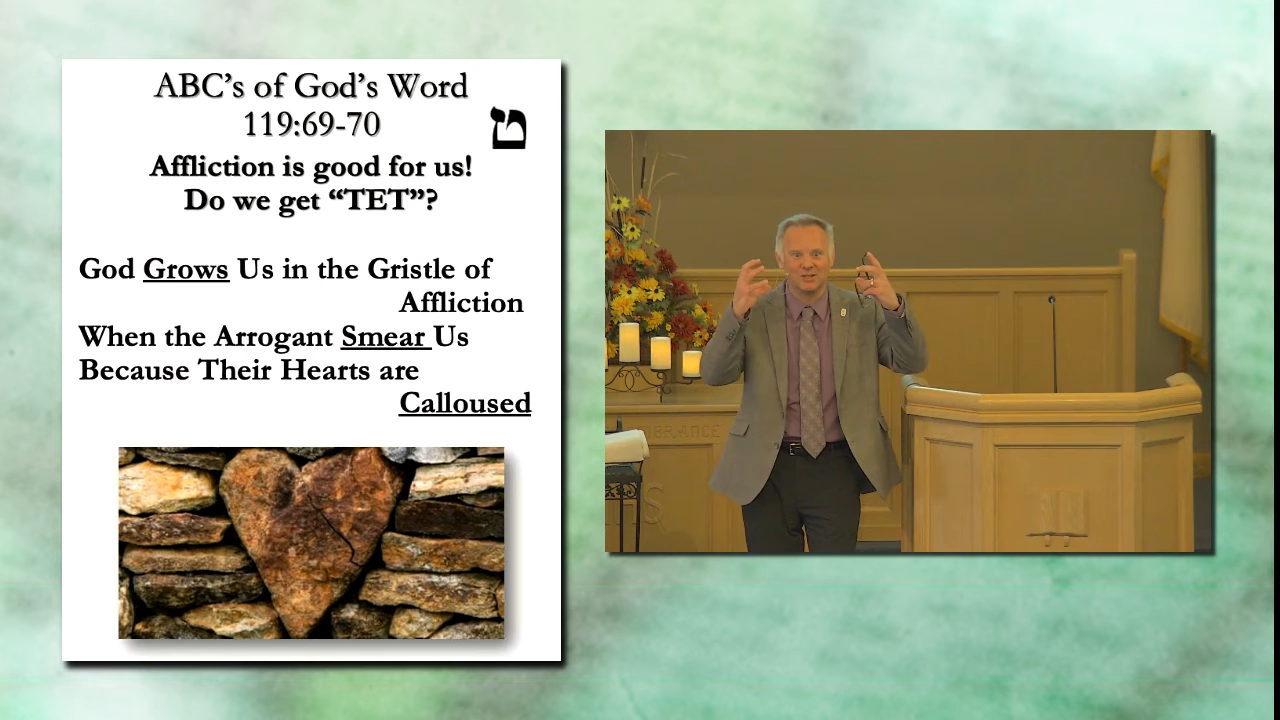 ABC’s of God’s Word
119:69-70
ט
Affliction is good for us!
Do we get “TET”?
God Grows Us in the Gristle of
Affliction
When the Arrogant Smear Us
Because Their Hearts are
Calloused